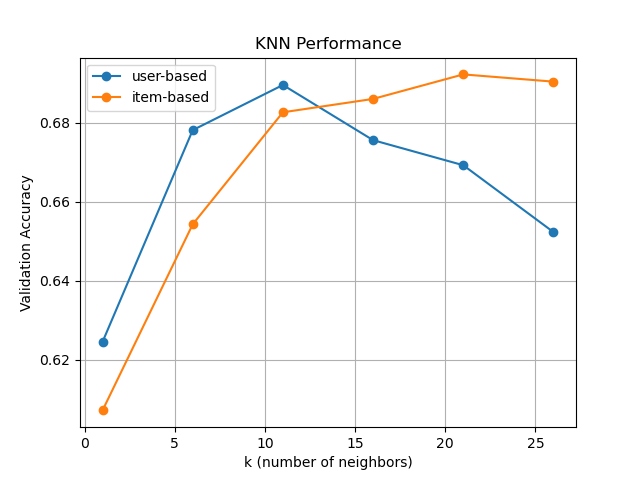 KNN Performance
user-based
item-based
0.68
0.66
0.64
0.62
Validation Accuracy
0 5 10 15 20 25
k (number of neighbors)